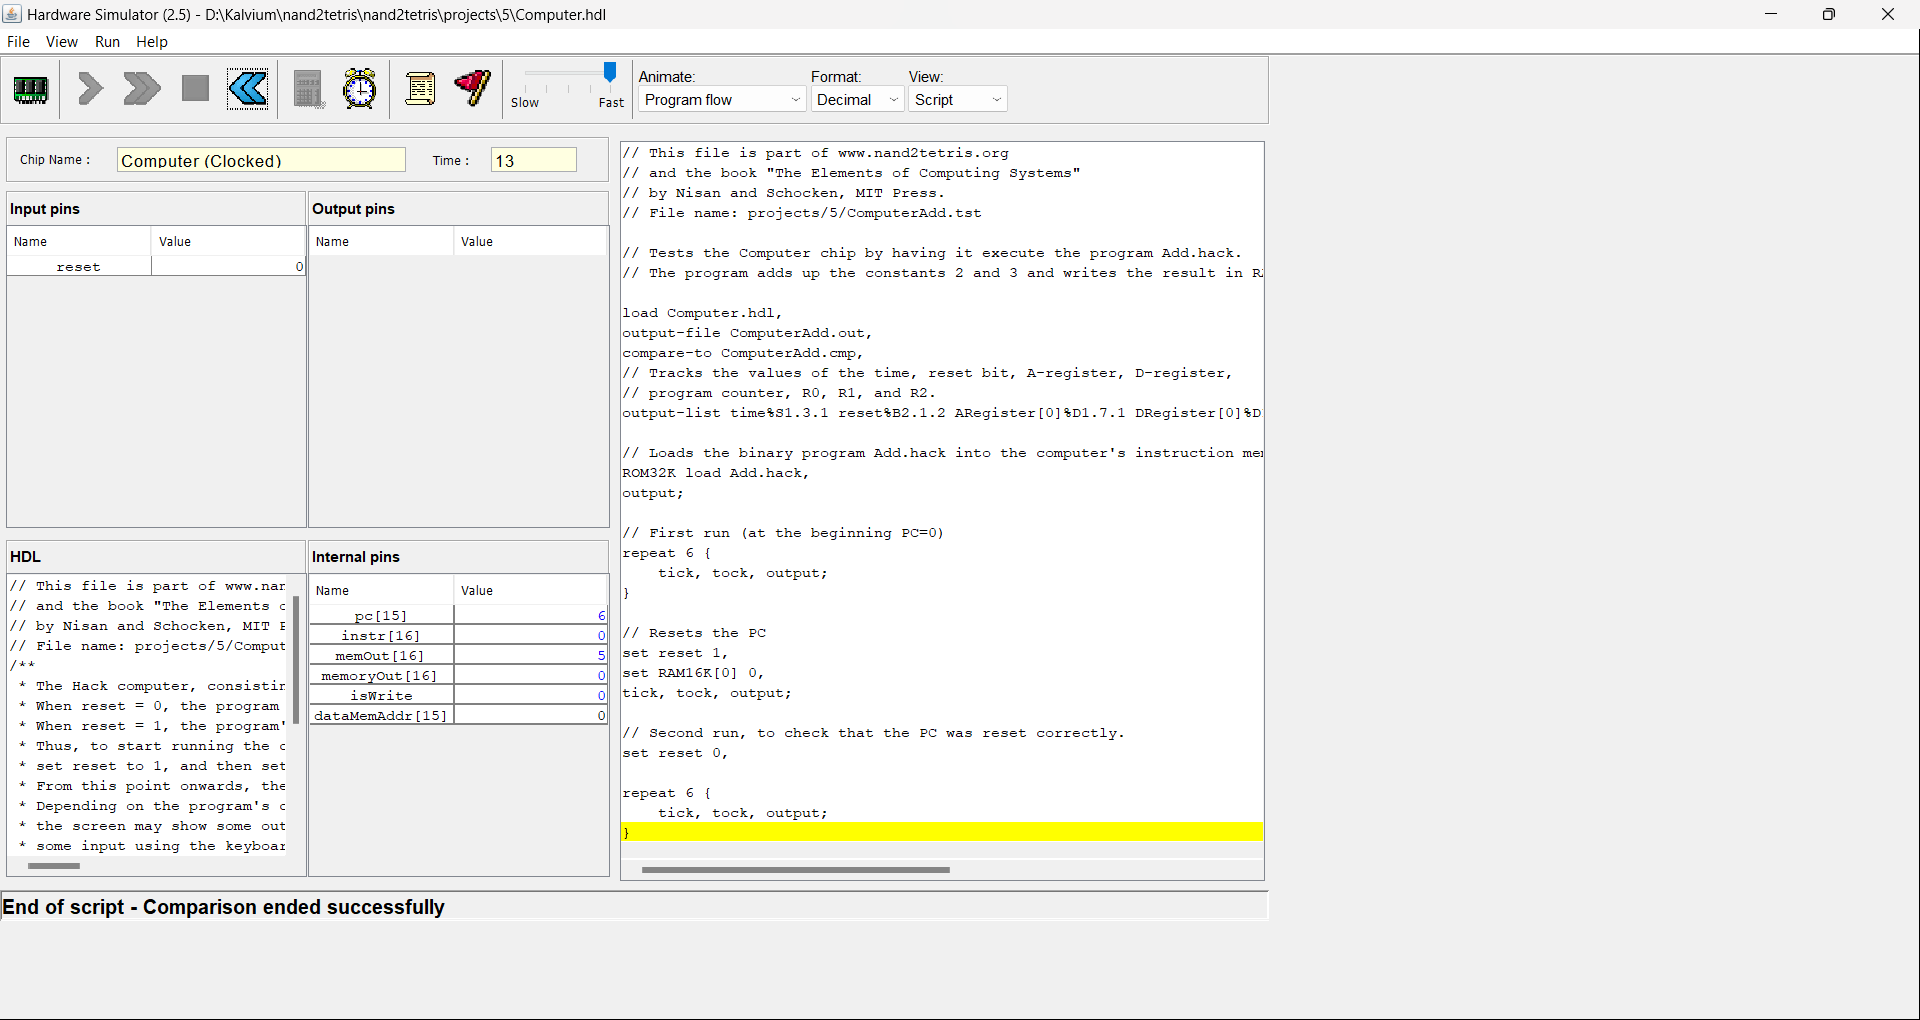 Hardware Simulator (2.5) - D:\Kalvium\nand2tetris\nand2tetris\projects\5\Computer.hdl
File View Run Help
Slow Fast
Animate: Format: View:
Program flow Decimal Script
Chip Name : Computer (Clocked) Time : 13
Input pins
Name Value
reset 0
Output pins
Name Value
HDL
// This file is part of www.nan
// and the book "The Elements c
// by Nisan and Schocken, MIT P
// File name: projects/5/Comput
/**
* The Hack computer, consistin
* When reset = 0, the program
* When reset = 1, the program'
* Thus, to start running the c
* set reset to 1, and then set
* From this point onwards, the
* Depending on the program's c
* the screen may show some out
* some input using the keyboar
Internal pins
Name Value
pc[15] 6
instr[16] 0
memOut[16] 5
memoryOut[16] 0
isWrite 0
dataMemAddr[15] 0
// This file is part of www.nand2tetris.org
// and the book "The Elements of Computing Systems"
// by Nisan and Schocken, MIT Press.
// File name: projects/5/ComputerAdd.tst
// Tests the Computer chip by having it execute the program Add.hack.
// The program adds up the constants 2 and 3 and writes the result in R
load Computer.hdl,
output-file ComputerAdd.out,
compare-to ComputerAdd.cmp,
// Tracks the values of the time, reset bit, A-register, D-register,
// program counter, R0, R1, and R2.
output-list time%S1.3.1 reset%B2.1.2 ARegister[0]%D1.7.1 DRegister[0]%D
// Loads the binary program Add.hack into the computer's instruction me
ROM32K load Add.hack,
output;
// First run (at the beginning PC=0)
repeat 6 {
tick, tock, output;
}
// Resets the PC
set reset 1,
set RAM16K[0] 0,
tick, tock, output;
// Second run, to check that the PC was reset correctly.
set reset 0,
repeat 6 {
tick, tock, output;
}
End of script - Comparison ended successfully